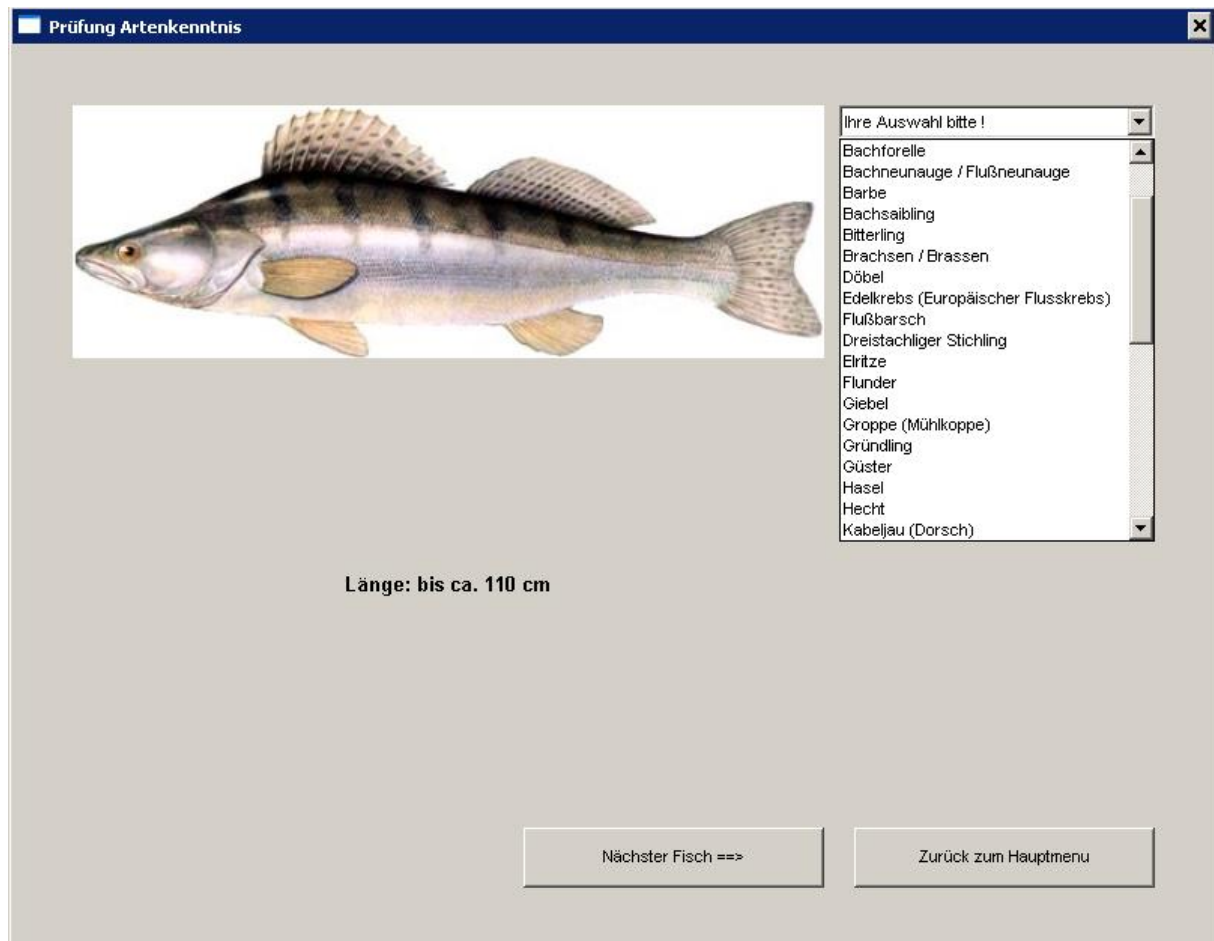 Prüfung Artenkenntnis
Ihre Auswahl bitte !
Bachforelle
Bachneunauge / Flußneunauge
Barbe
Bachsaibling
Bitterling
Brachsen / Brassen
Döbel
Edelkrebs (Europäischer Flusskrebs)
Flußbarsch
Dreistachliger Stichling
Elritze
Flunder
Giebel
Groppe (Mühlkoppe)
Gründling
Güster
Hasel
Hecht
Kabeljau (Dorsch)
Länge: bis ca. 110 cm
Nächster Fisch ==>
Zurück zum Hauptmenu